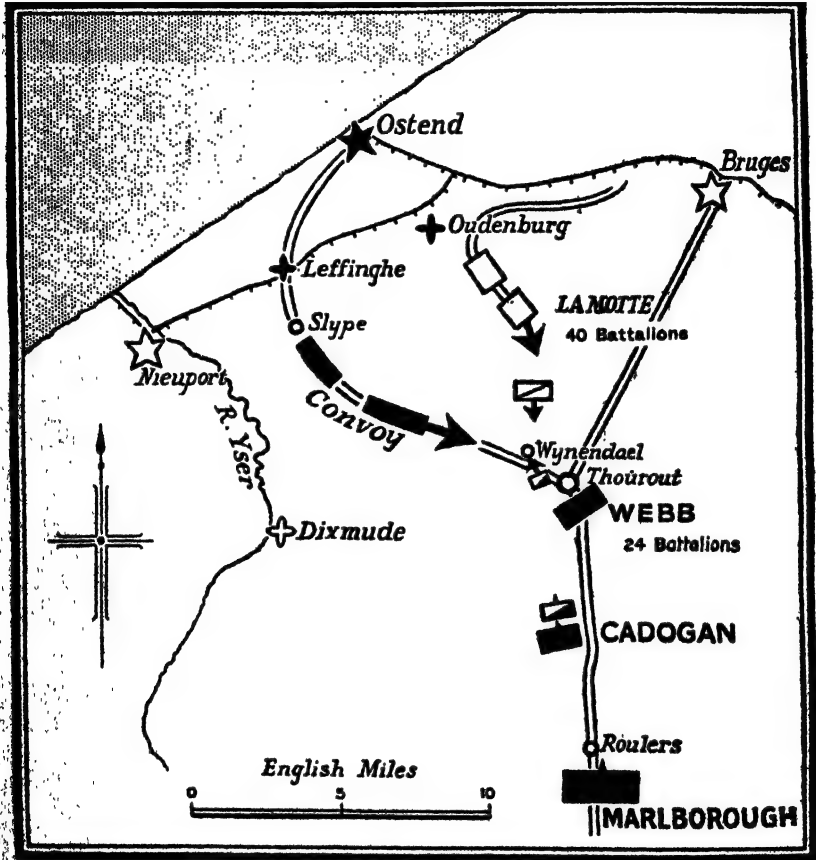 Ostend
Bruges
Oudenburg
Leffinghe
LA MOTTE
40 Battalions
Slype
Nieuport
Convoy
R. Yser
Wynendael
Thourout
WEBB
24 Battalions
Dixmude
CADOGAN
Roulers
English Miles
0 5 10
MARLBOROUGH